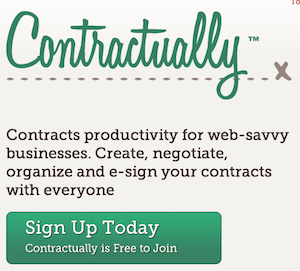 Contractually™
x
Contracts productivity for web-savvy
businesses. Create, negotiate,
organize and e-sign your contracts
with everyone
Sign Up Today
Contractually is Free to Join